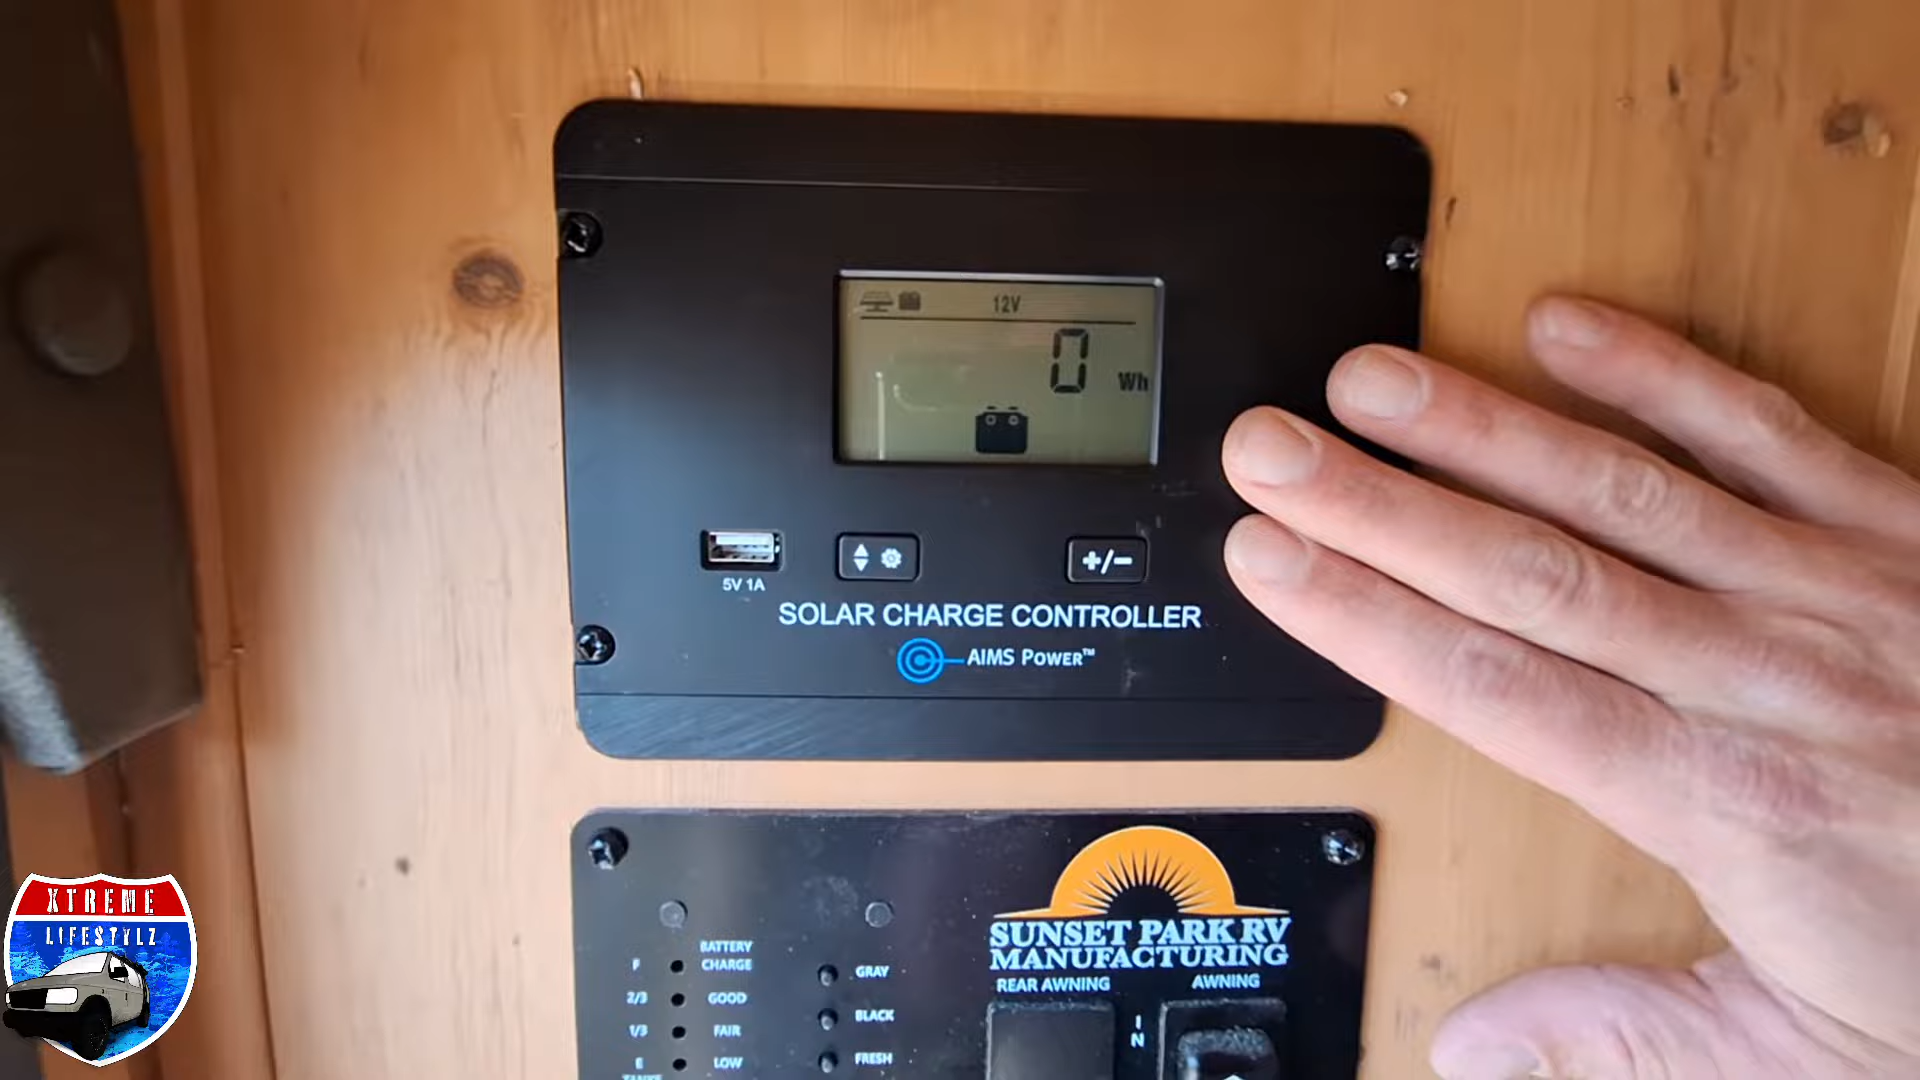 12V
0
Wh
5V 1A
+/−
SOLAR CHARGE CONTROLLER
AIMS POWER™
SUNSET PARK RV
MANUFACTURING
BATTERY
F CHARGE GRAY
2/3 GOOD
1/3 FAIR BLACK
E LOW FRESH
TANKS
REAR AWNING AWNING
I
N
XTREME
LIFESTYLZ